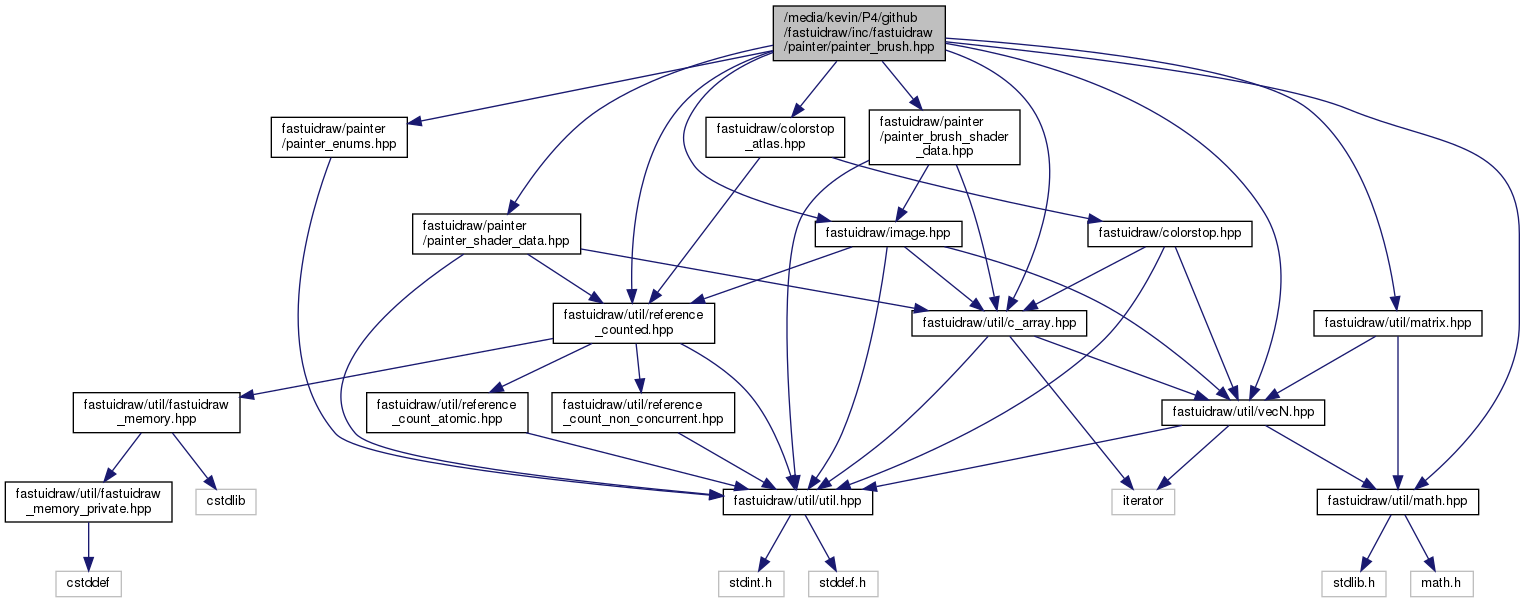 /media/kevin/P4/github
/fastuidraw/inc/fastuidraw
/painter/painter_brush.hpp
fastuidraw/painter
/painter_enums.hpp
fastuidraw/colorstop
_atlas.hpp
fastuidraw/painter
/painter_brush_shader
_data.hpp
fastuidraw/painter
/painter_shader_data.hpp
fastuidraw/image.hpp
fastuidraw/colorstop.hpp
fastuidraw/util/reference
_counted.hpp
fastuidraw/util/c_array.hpp
fastuidraw/util/matrix.hpp
fastuidraw/util/fastuidraw
_memory.hpp
fastuidraw/util/reference
_count_atomic.hpp
fastuidraw/util/reference
_count_non_concurrent.hpp
fastuidraw/util/vecN.hpp
fastuidraw/util/fastuidraw
_memory_private.hpp
cstdlib
fastuidraw/util/util.hpp
iterator
fastuidraw/util/math.hpp
cstddef
stdint.h
stddef.h
stdlib.h
math.h